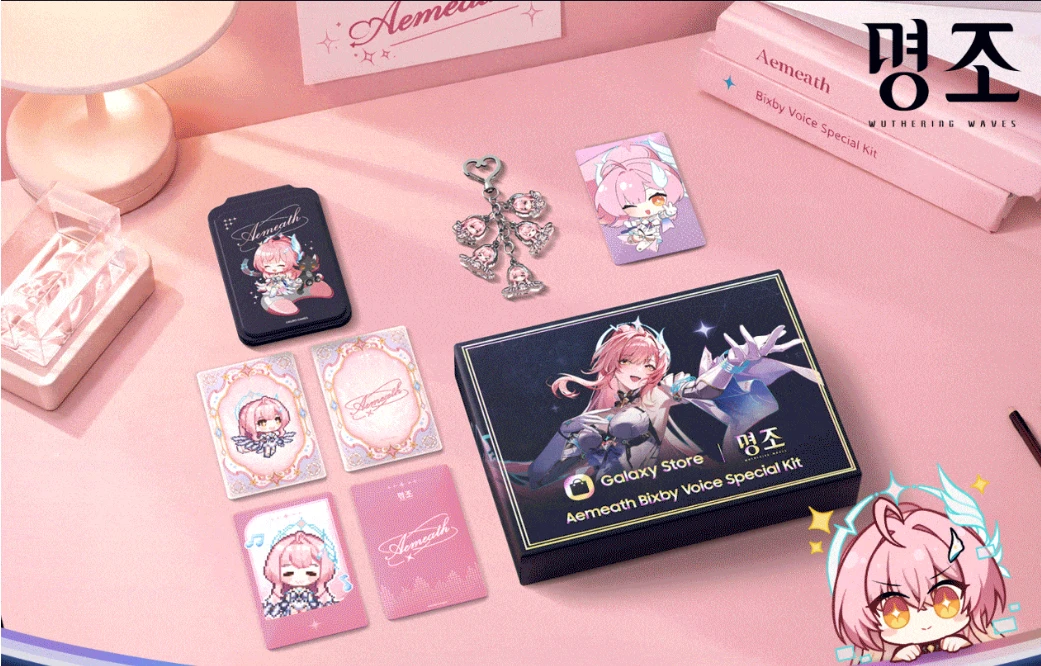 Aemeath
명조
WUTHERING WAVES
Aemeath
Bixby Voice Special Kit
Aemeath
Aemeath
명조
Aemeath
명조
Galaxy Store
Aemeath Bixby Voice Special Kit